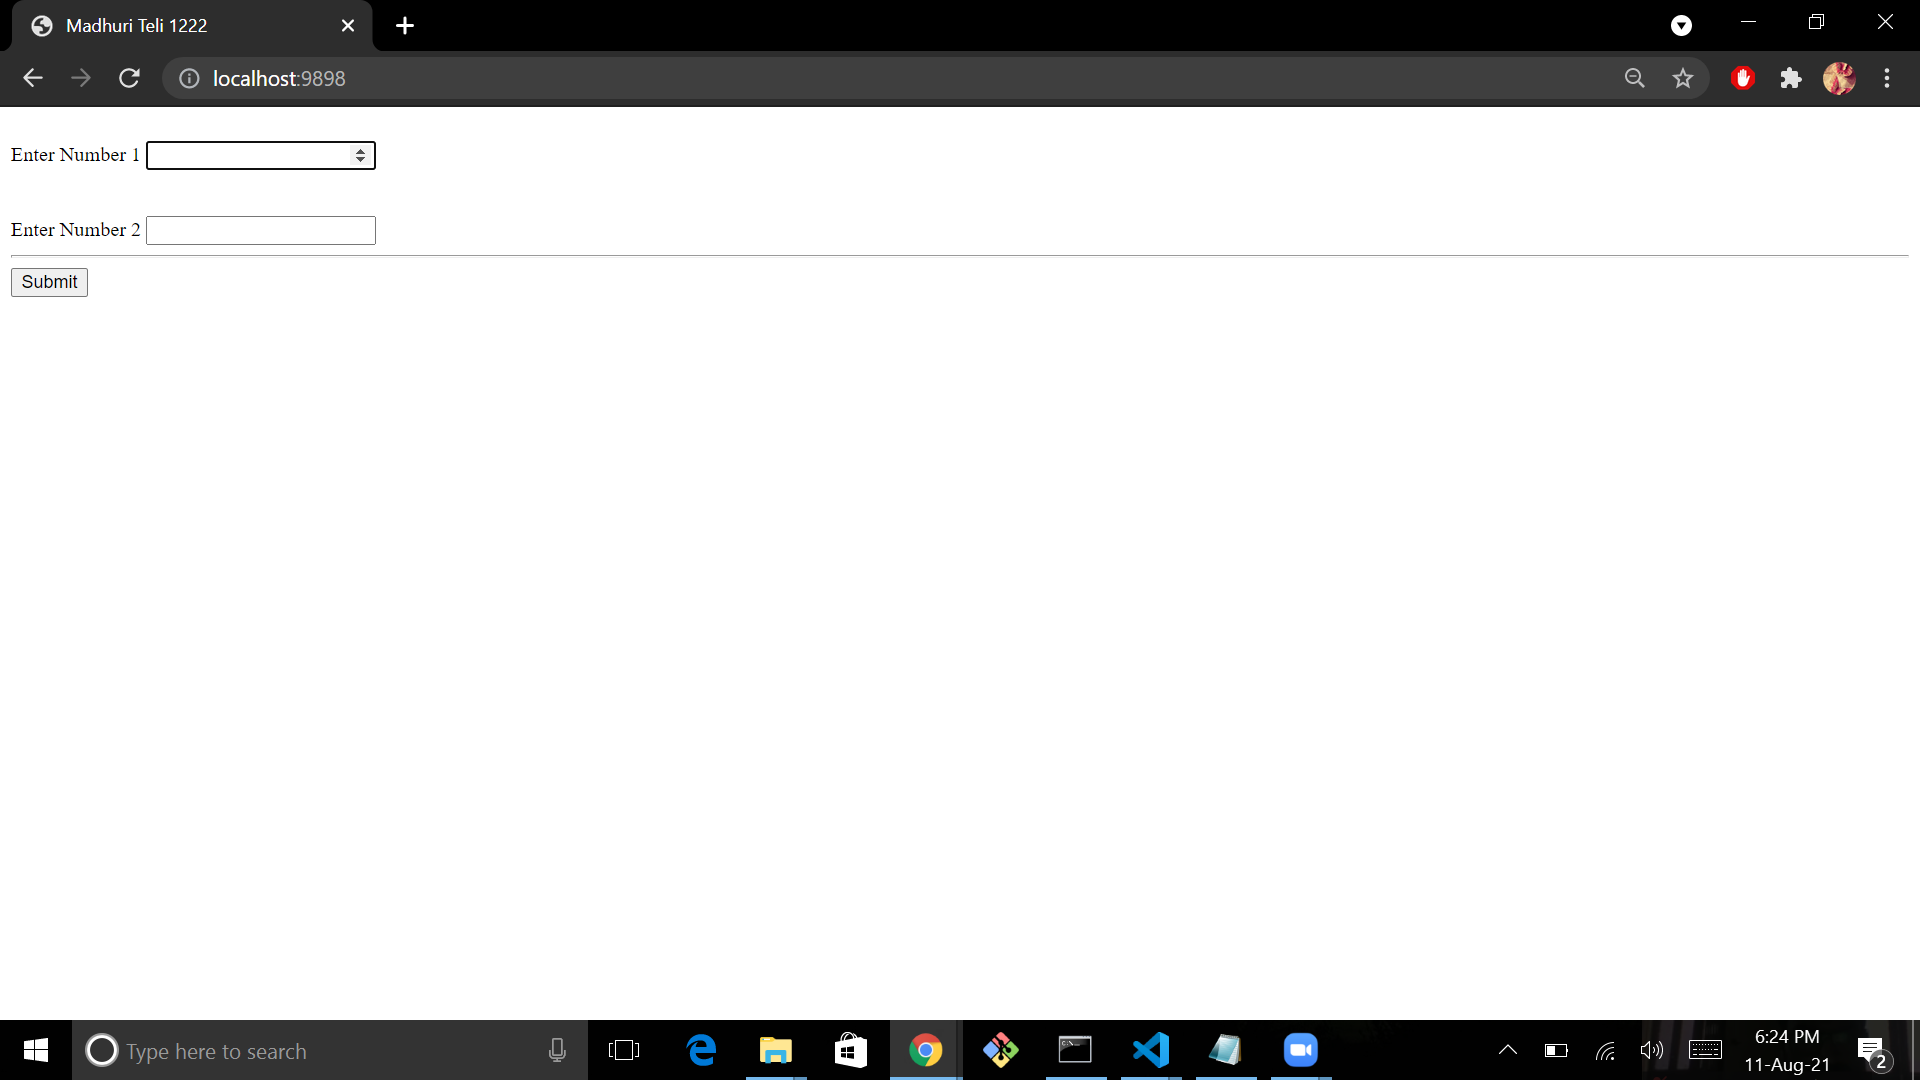 Madhuri Teli 1222
localhost:9898
Enter Number 1
Enter Number 2
Submit
Type here to search
6:24 PM
11-Aug-21
2